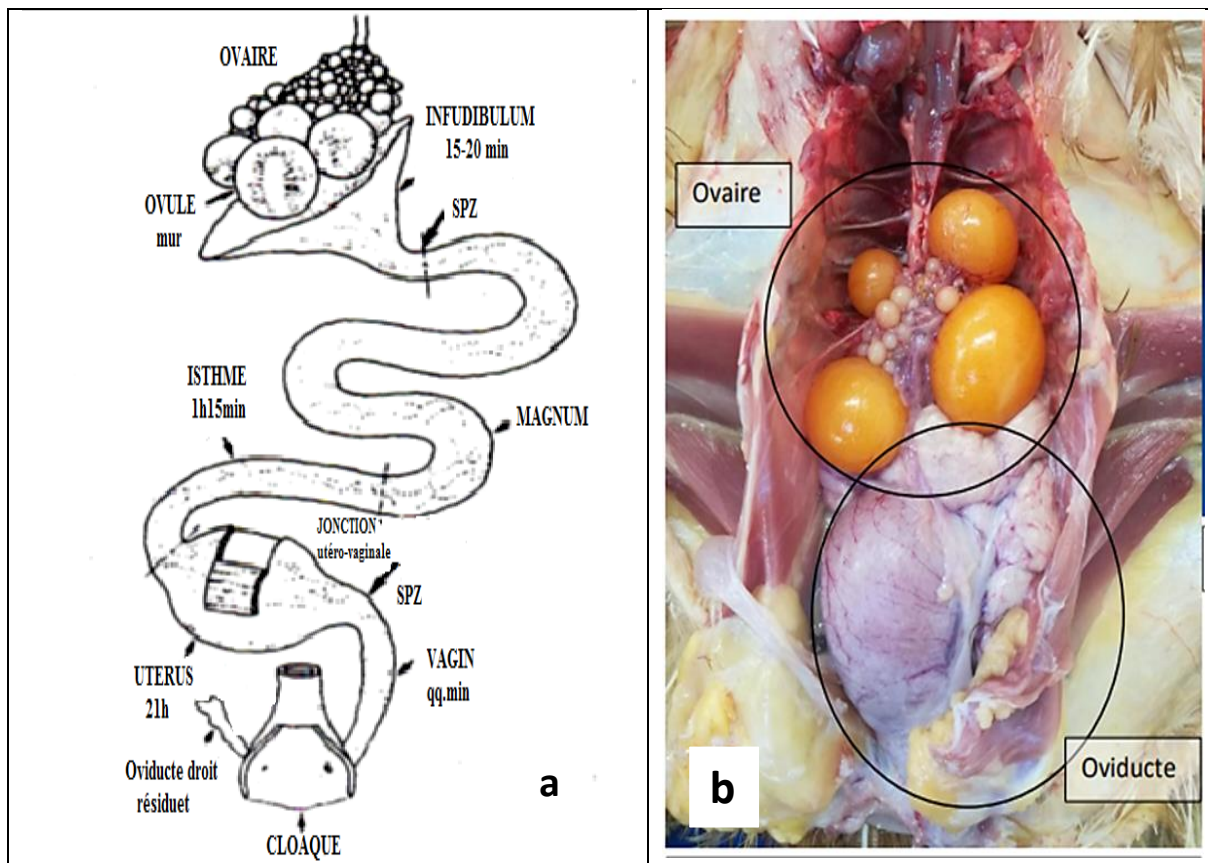 OVAIRE
INFUDIBULUM
15-20 min
OVULE
mur
SPZ
ISTHME
1h15min
MAGNUM
JONCTION
utéro-vaginale
SPZ
UTERUS
21h
VAGIN
qq.min
Oviducte droit
résiduet
CLOAQUE
a
Ovaire
Oviducte
b